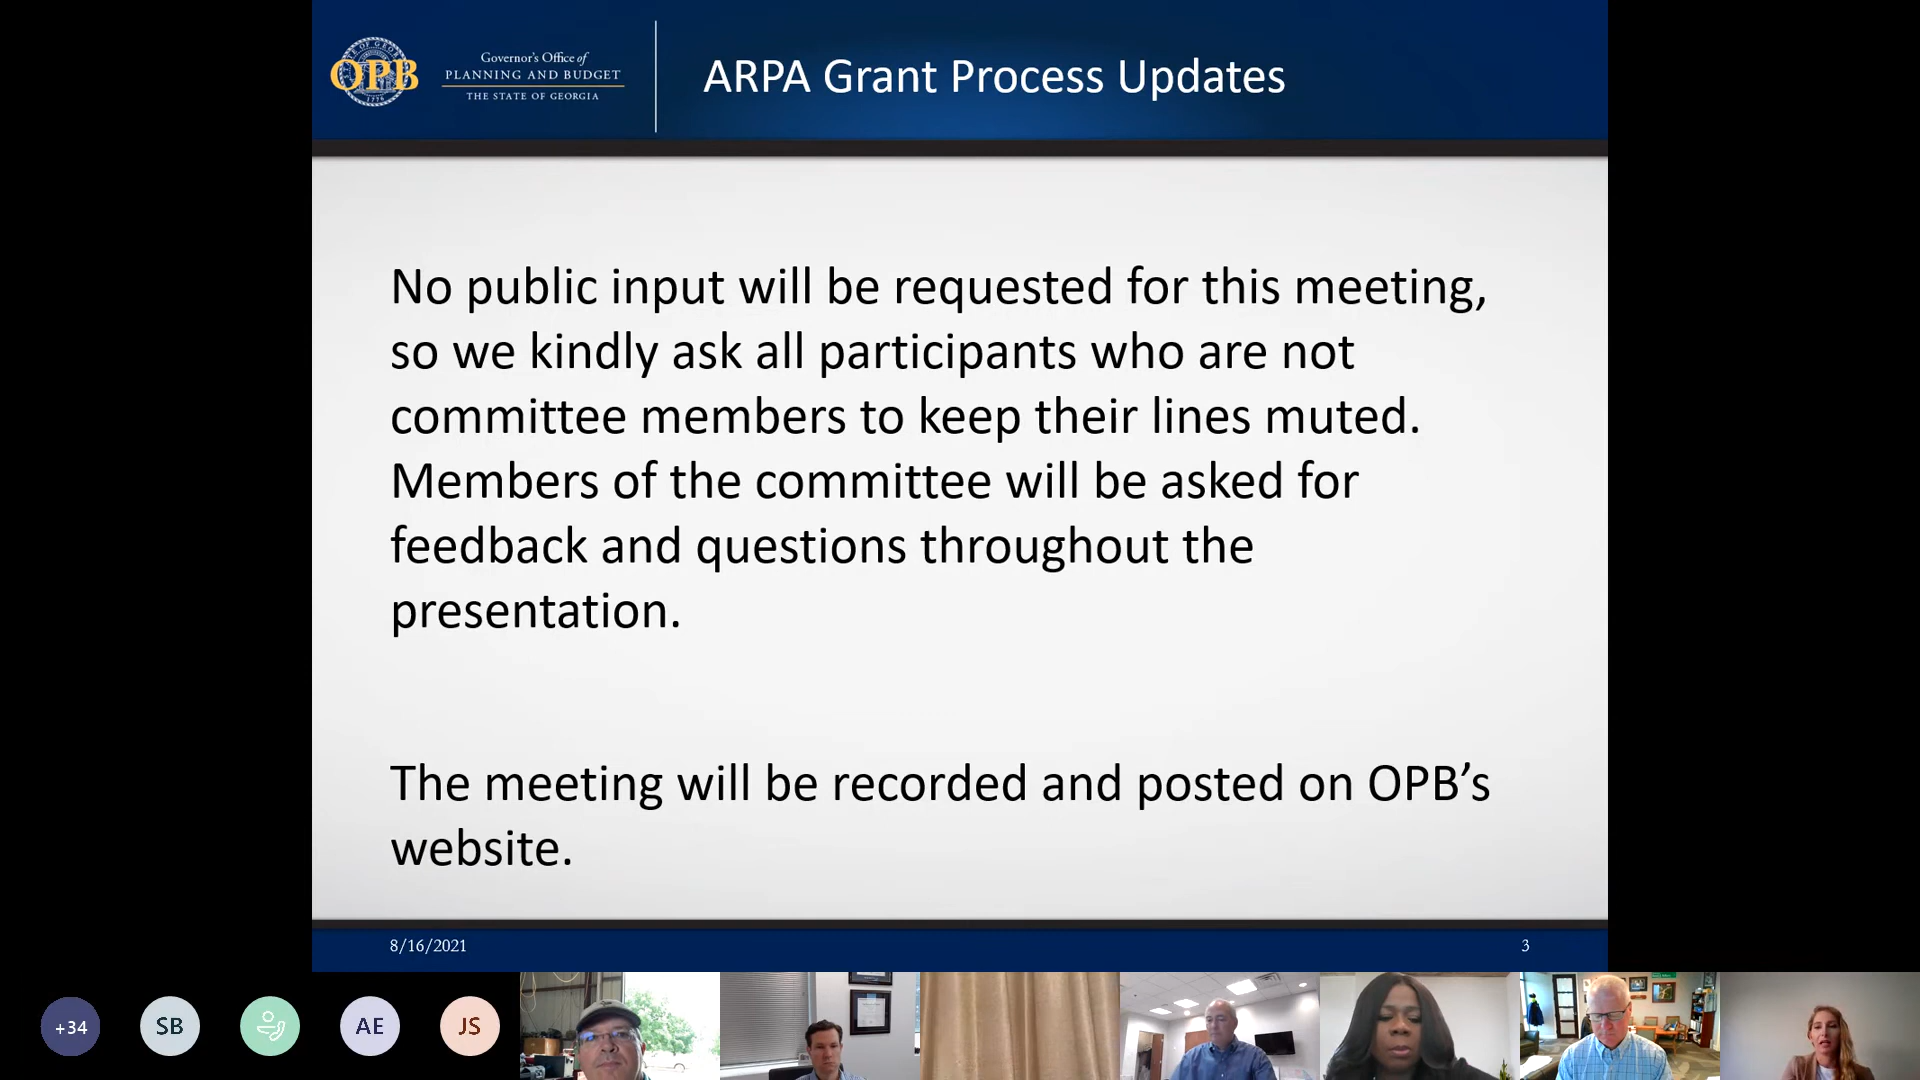 OPB
1776
Governor's Office of
PLANNING AND BUDGET
THE STATE OF GEORGIA
ARPA Grant Process Updates
No public input will be requested for this meeting,
so we kindly ask all participants who are not
committee members to keep their lines muted.
Members of the committee will be asked for
feedback and questions throughout the
presentation.
The meeting will be recorded and posted on OPB’s
website.
8/16/2021
3
+34
SB
AE
JS